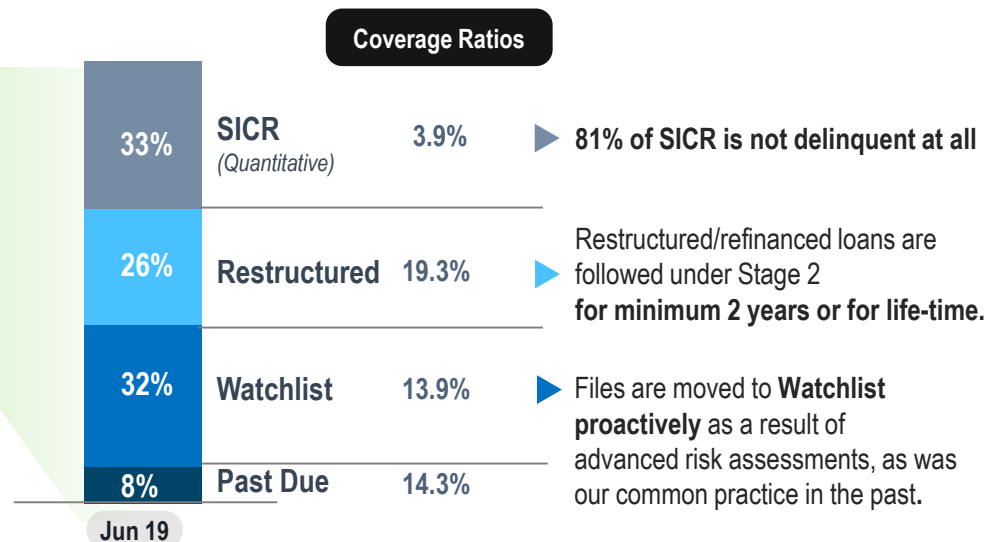 Coverage Ratios
33%
SICR
(Quantitative)
3.9%
81% of SICR is not delinquent at all
26%
Restructured
19.3%
Restructured/refinanced loans are
followed under Stage 2
for minimum 2 years or for life-time.
32%
Watchlist
13.9%
Files are moved to Watchlist
proactively as a result of
advanced risk assessments, as was
our common practice in the past.
8%
Past Due
14.3%
Jun 19